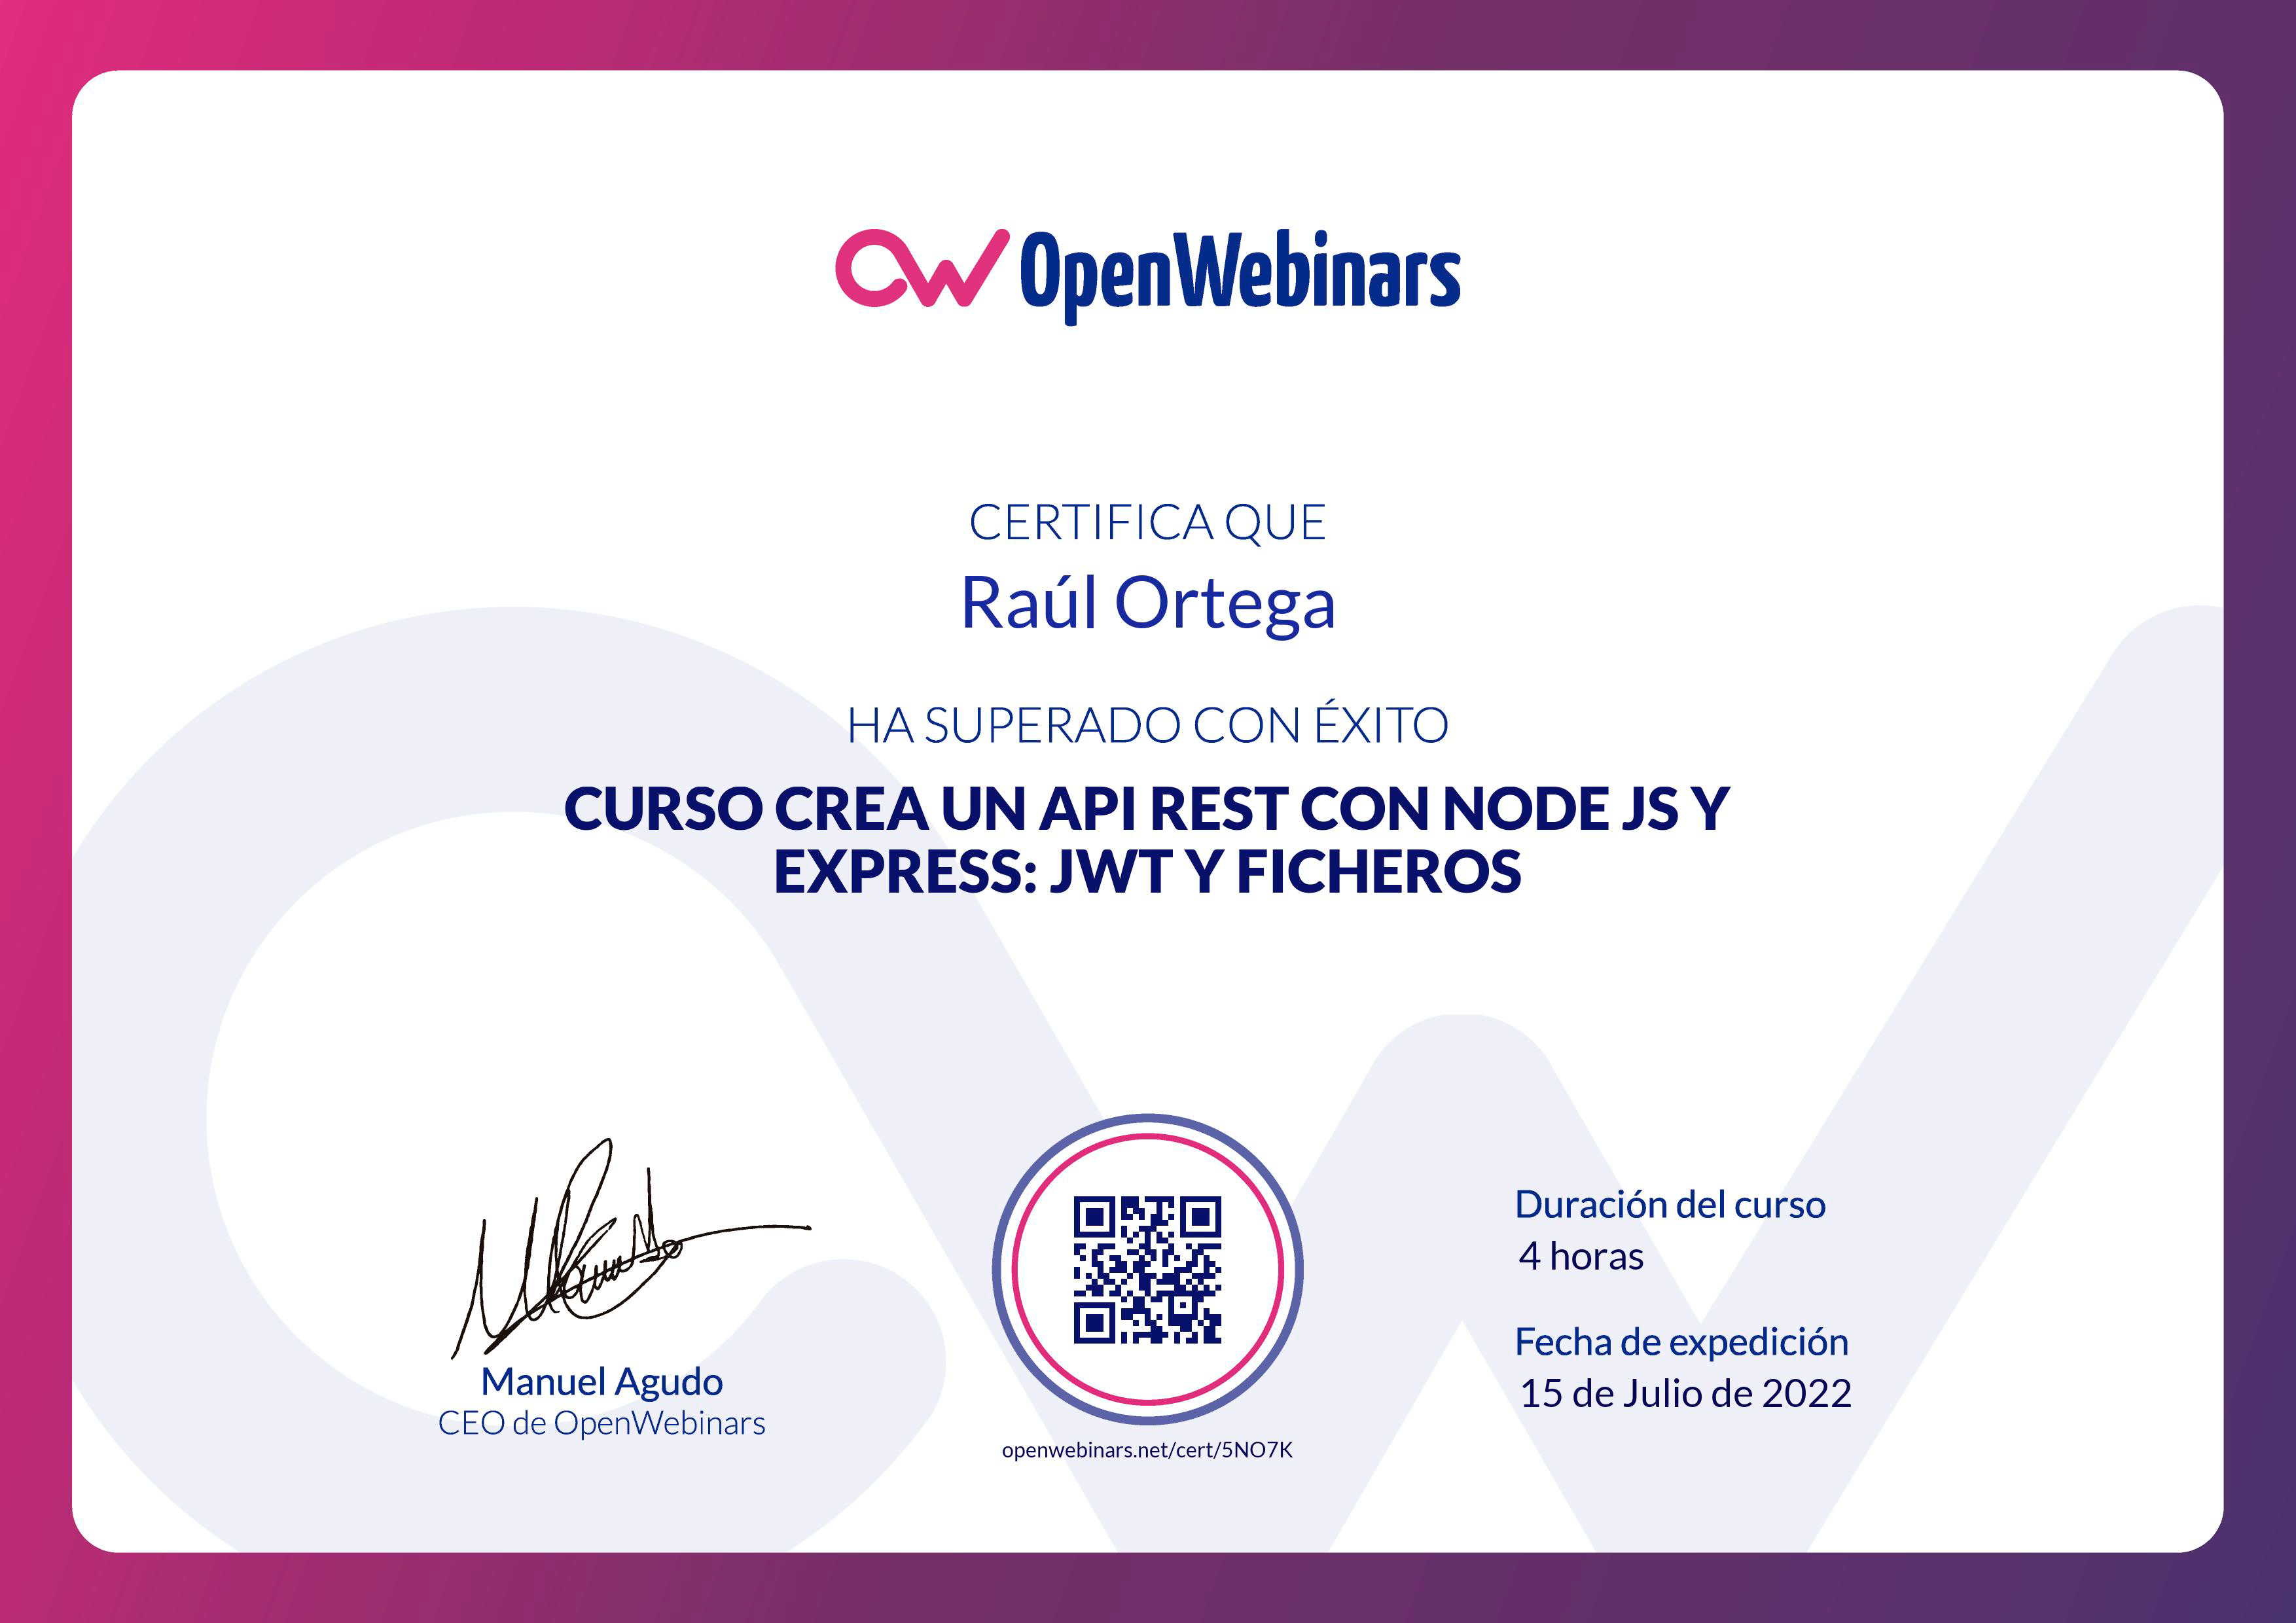 OpenWebinars
CERTIFICA QUE
Raúl Ortega
HA SUPERADO CON ÉXITO
CURSO CREA UN API REST CON NODE JS Y
EXPRESS: JWT Y FICHEROS
Manuel Agudo
CEO de OpenWebinars
openwebinars.net/cert/5NO7K
Duración del curso
4 horas
Fecha de expedición
15 de Julio de 2022